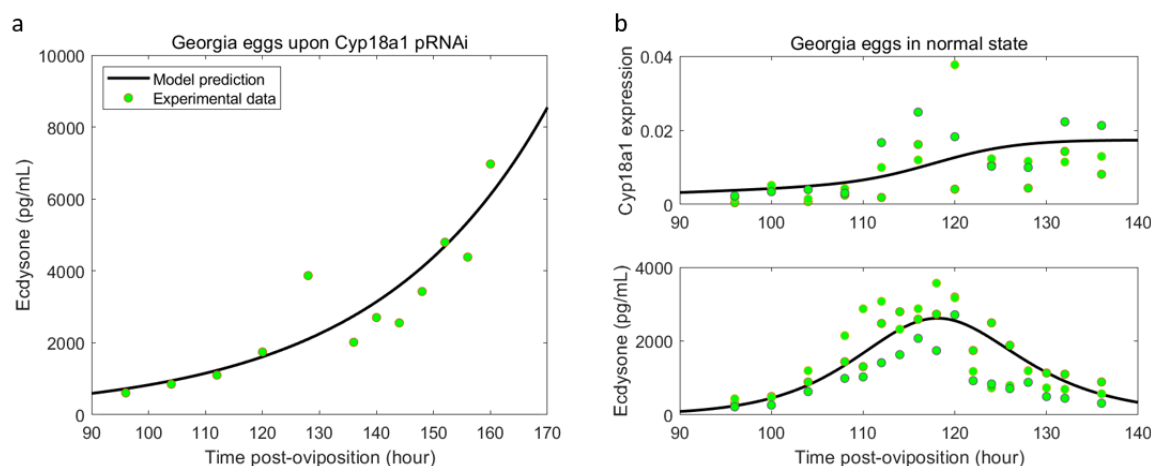 a
Georgia eggs upon Cyp18a1 pRNAi
10000
8000
6000
4000
2000
0
Ecdysone (pg/mL)
Model prediction
Experimental data
90 100 110 120 130 140 150 160 170
Time post-oviposition (hour)
b
Georgia eggs in normal state
0.04
0.02
0
Cyp18a1 expression
90 100 110 120 130 140
4000
2000
0
Ecdysone (pg/mL)
90 100 110 120 130 140
Time post-oviposition (hour)